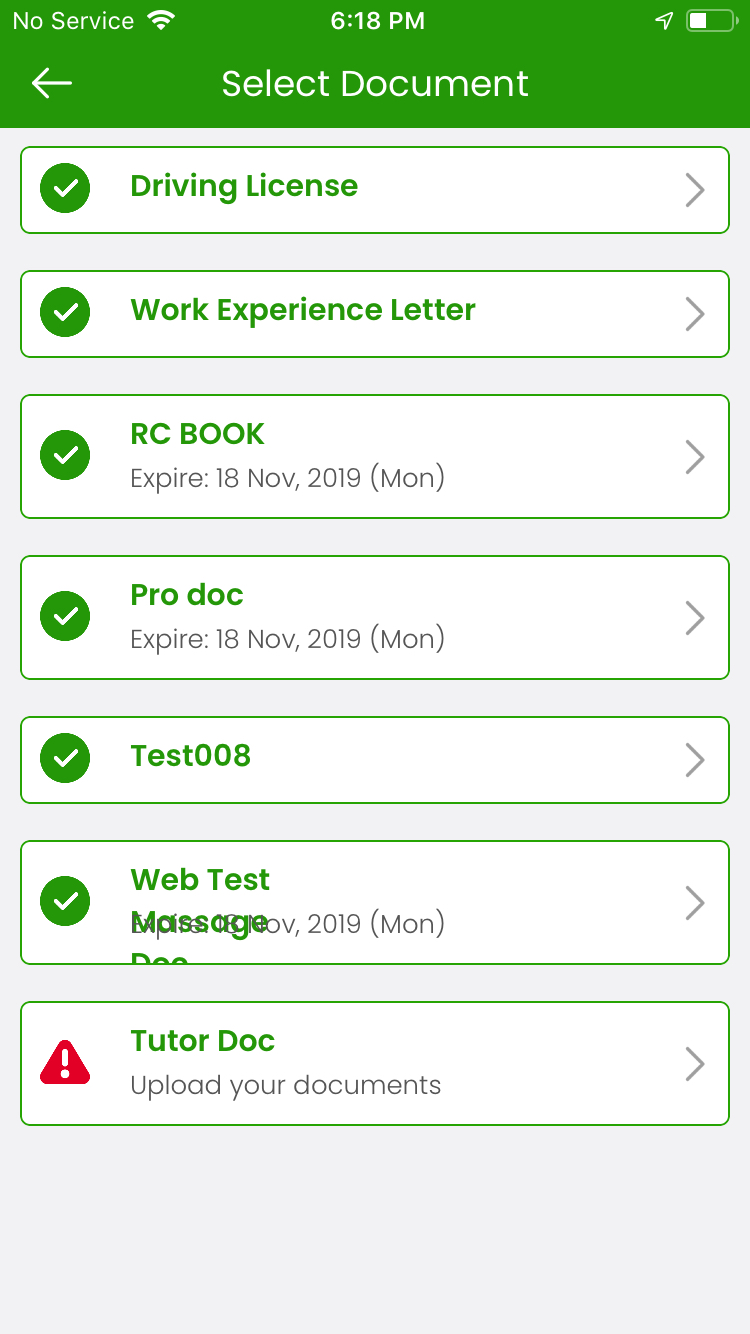 No Service
6:18 PM
Select Document
Driving License
Work Experience Letter
RC BOOK
Expire: 18 Nov, 2019 (Mon)
Pro doc
Expire: 18 Nov, 2019 (Mon)
Test008
Web Test
Massage
Expire: 18 Nov, 2019 (Mon)
Doc
Tutor Doc
Upload your documents